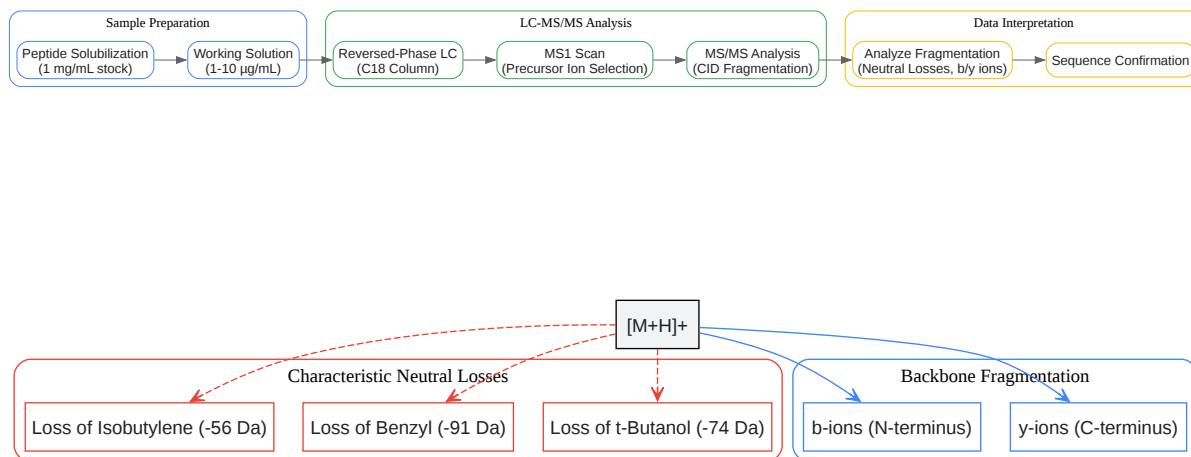 Sample Preparation
Peptide Solubilization
(1 mg/mL stock)
Working Solution
(1-10 µg/mL)
LC-MS/MS Analysis
Reversed-Phase LC
(C18 Column)
MS1 Scan
(Precursor Ion Selection)
MS/MS Analysis
(CID Fragmentation)
Data Interpretation
Analyze Fragmentation
(Neutral Losses, b/y ions)
Sequence Confirmation
[M+H]+
Characteristic Neutral Losses
Loss of Isobutylene (-56 Da)
Loss of Benzyl (-91 Da)
Loss of t-Butanol (-74 Da)
Backbone Fragmentation
b-ions (N-terminus)
y-ions (C-terminus)